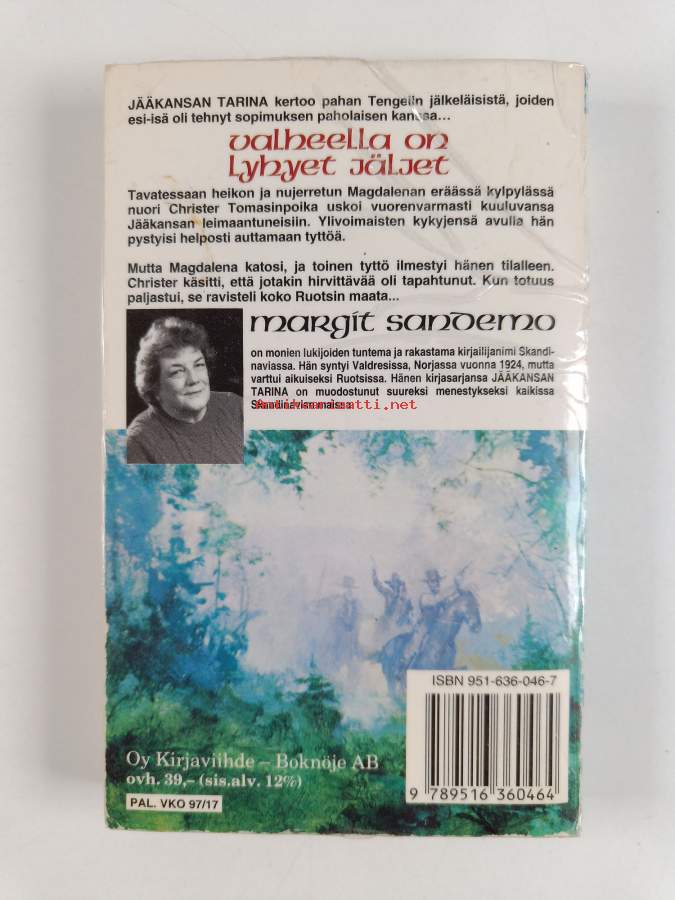 JÄÄKANSAN TARINA kertoo pahan Tengelin jälkeläisistä, joiden
esi-isä oli tehnyt sopimuksen paholaisen kanssa...
valheella on
lyhyet jäljet
Tavatessaan heikon ja nujerretun Magdalenan eräässä kylpylässä
nuori Christer Tomasinpoika uskoi vuorenvarmasti kuuluvansa
Jääkansan leimaantuneisiin. Ylivoimaisten kykyjensä avulla hän
pystyisi helposti auttamaan tyttöä.
Mutta Magdalena katosi, ja toinen tyttö ilmestyi hänen tilalleen.
Christer käsitti, että jotakin hirvittävää oli tapahtunut. Kun totuus
paljastui, se ravisteli koko Ruotsin maata...
margit sandemo
on monien lukijoiden tuntema ja rakastama kirjailijanimi Skandi-
naviassa. Hän syntyi Valdresissa, Norjassa vuonna 1924, mutta
varttui aikuiseksi Ruotsissa. Hänen kirjasarjansa JÄÄKANSAN
TARINA on muodostunut suureksi menestykseksi kaikissa
Skandinavian maissa.
Antikvariaatti.net
ISBN 951-636-046-7
Oy Kirjaviihde – Boknöje AB
ovh. 39,– (sis.alv. 12%)
PAL. VKO 97/17
9 789516 360464